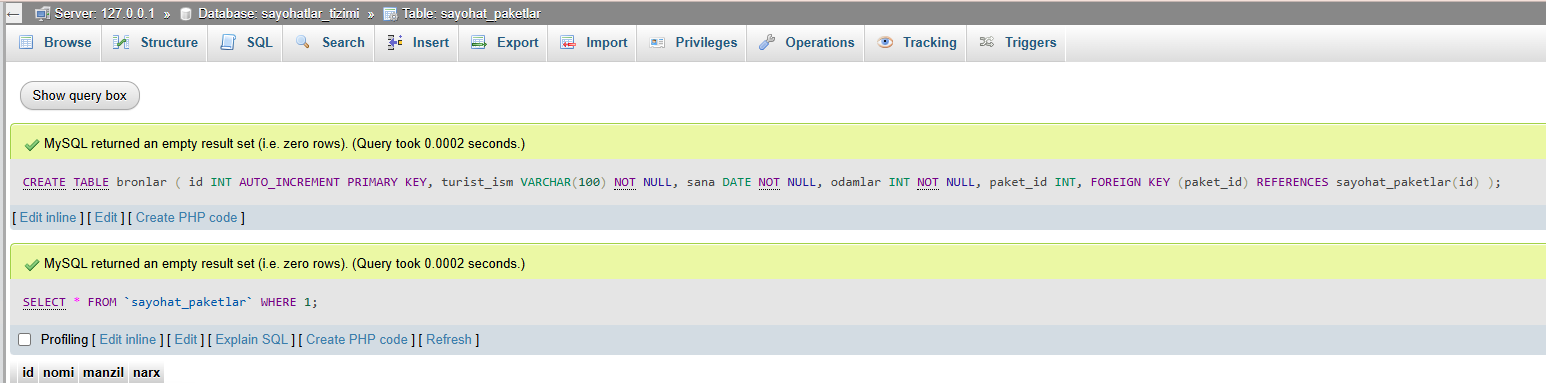 ← Server: 127.0.0.1 » Database: sayohatlar_tizimi » Table: sayohat_paketlar
Browse Structure SQL Search Insert Export Import Privileges Operations Tracking Triggers
Show query box
MySQL returned an empty result set (i.e. zero rows). (Query took 0.0002 seconds.)
CREATE TABLE bronlar ( id INT AUTO_INCREMENT PRIMARY KEY, turist_ism VARCHAR(100) NOT NULL, sana DATE NOT NULL, odamlar INT NOT NULL, paket_id INT, FOREIGN KEY (paket_id) REFERENCES sayohat_paketlar(id) );
[ Edit inline ] [ Edit ] [ Create PHP code ]
MySQL returned an empty result set (i.e. zero rows). (Query took 0.0002 seconds.)
SELECT * FROM `sayohat_paketlar` WHERE 1;
Profiling [ Edit inline ] [ Edit ] [ Explain SQL ] [ Create PHP code ] [ Refresh ]
id nomi manzil narx